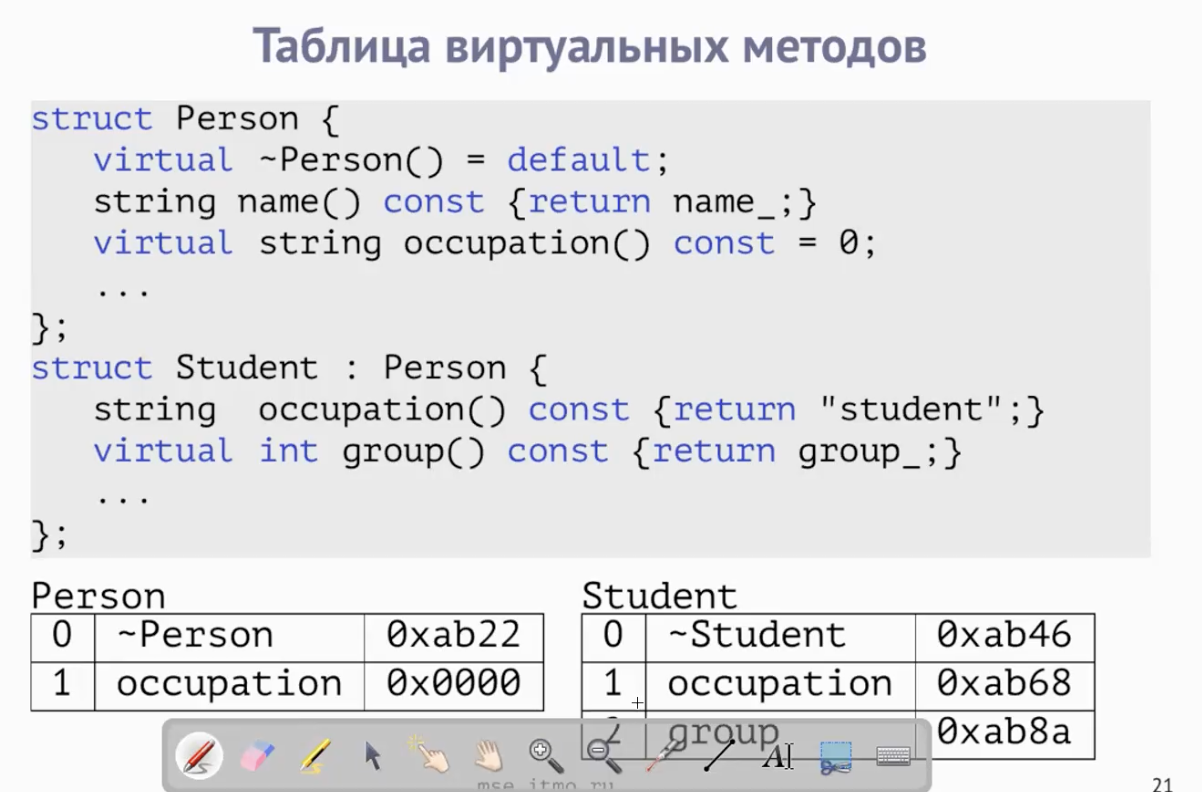 Таблица виртуальных методов
struct Person {
virtual ~Person() = default;
string name() const {return name_;}
virtual string occupation() const = 0;
...
};
struct Student : Person {
string occupation() const {return "student";}
virtual int group() const {return group_;}
...
};
Person
0 ~Person 0xab22
1 occupation 0x0000
Student
0 ~Student 0xab46
1 occupation 0xab68
2 group 0xab8a
AI
mse.itmo.ru
21